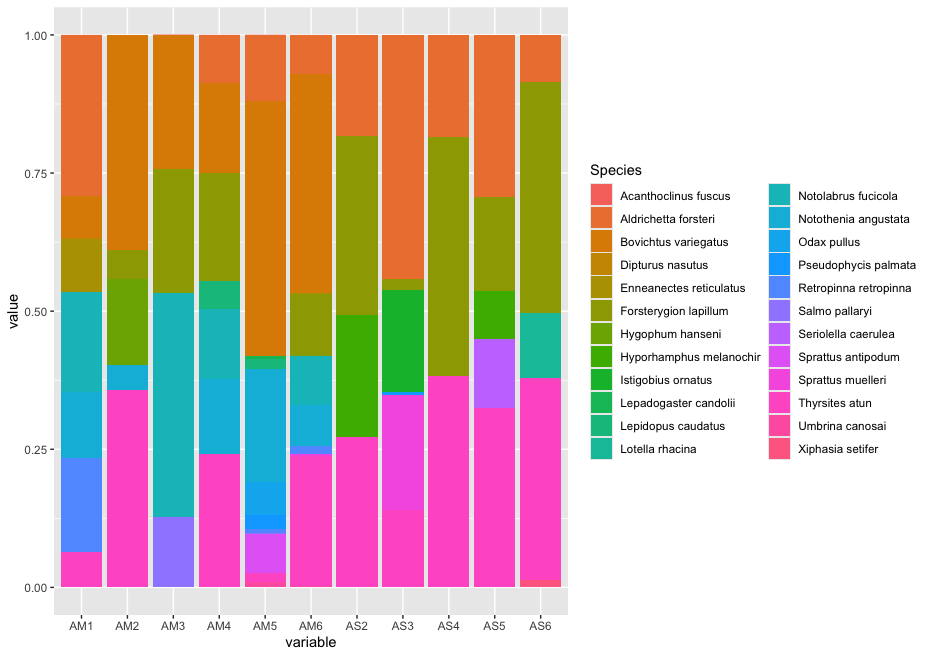 1.00
0.75
0.50
0.25
0.00
value
AM1 AM2 AM3 AM4 AM5 AM6 AS2 AS3 AS4 AS5 AS6
variable
Species
Acanthoclinus fuscus
Aldrichetta forsteri
Bovichtus variegatus
Dipturus nasutus
Enneanectes reticulatus
Forsterygion lapillum
Hygophum hanseni
Hyporhamphus melanochir
Istigobius ornatus
Lepadogaster candolii
Lepidopus caudatus
Lotella rhacina
Notolabrus fucicola
Notothenia angustata
Odax pullus
Pseudophycis palmata
Retropinna retropinna
Salmo pallaryi
Seriolella caerulea
Sprattus antipodum
Sprattus muelleri
Thyrsites atun
Umbrina canosai
Xiphasia setifer